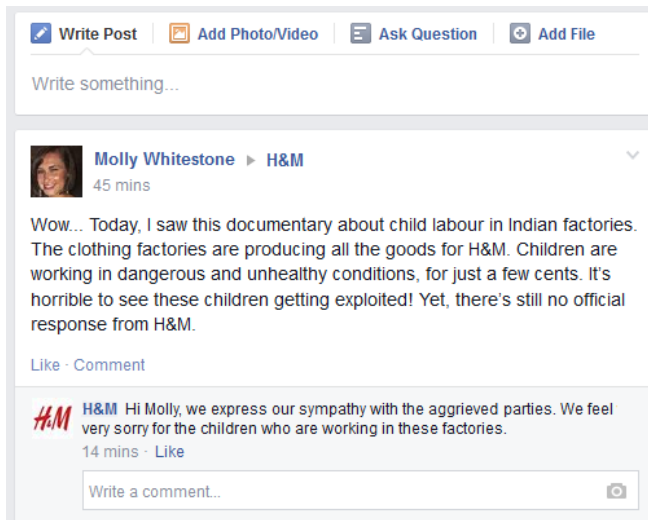 Write Post Add Photo/Video Ask Question Add File
Write something...
Molly Whitestone H&M
45 mins
Wow... Today, I saw this documentary about child labour in Indian factories.
The clothing factories are producing all the goods for H&M. Children are
working in dangerous and unhealthy conditions, for just a few cents. It's
horrible to see these children getting exploited! Yet, there's still no official
response from H&M.
Like · Comment
H&M H&M Hi Molly, we express our sympathy with the aggrieved parties. We feel
very sorry for the children who are working in these factories.
14 mins · Like
Write a comment...